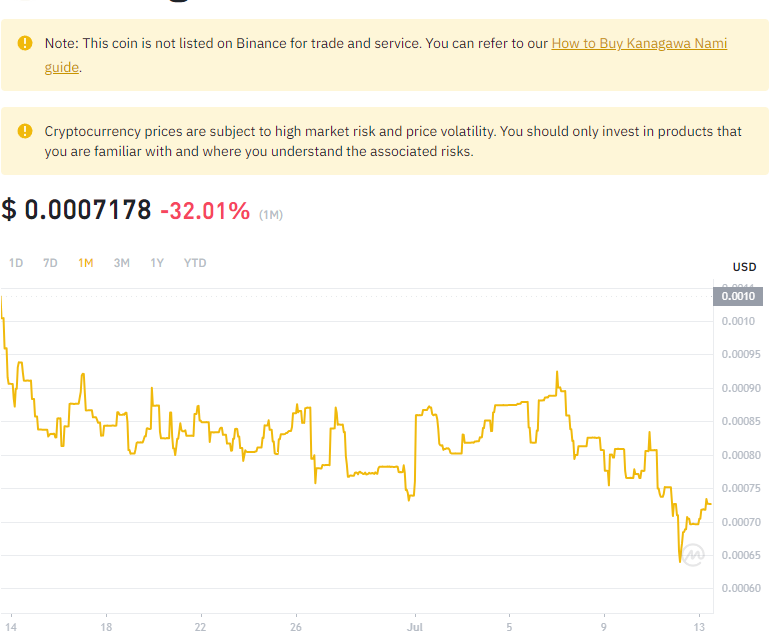 Note: This coin is not listed on Binance for trade and service. You can refer to our How to Buy Kanagawa Nami
guide.
Cryptocurrency prices are subject to high market risk and price volatility. You should only invest in products that
you are familiar with and where you understand the associated risks.
$ 0.0007178 -32.01% (1M)
1D 7D 1M 3M 1Y YTD
USD
0.0010
0.0010
0.00095
0.00090
0.00085
0.00080
0.00075
0.00070
0.00065
0.00060
14 18 22 26 Jul 5 9 13